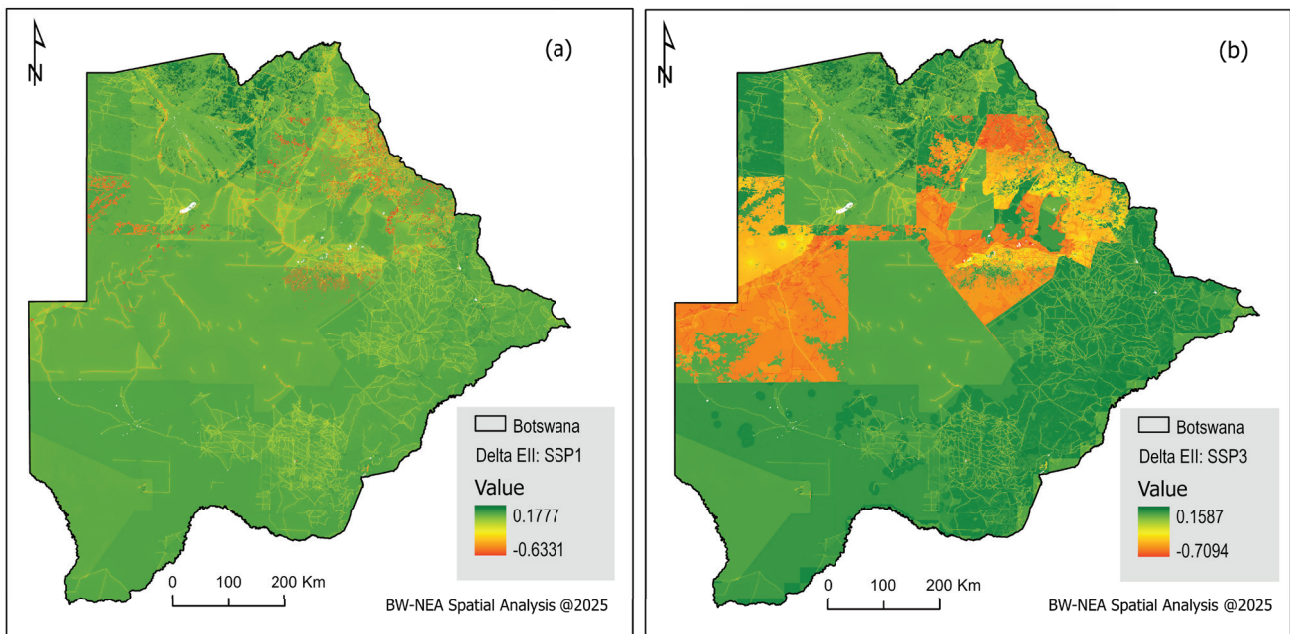 (a)
N
Botswana
Delta EII: SSP1
Value
0.1777
-0.6331
0 100 200 Km
BW-NEA Spatial Analysis @2025
(b)
N
Botswana
Delta EII: SSP3
Value
0.1587
-0.7094
0 100 200 Km
BW-NEA Spatial Analysis @2025